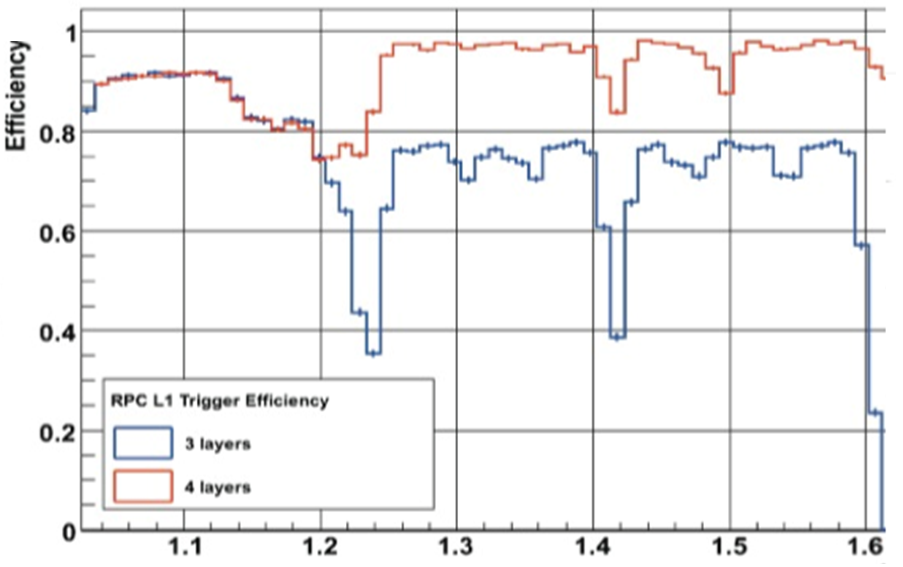 Efficiency
1
0.8
0.6
0.4
0.2
0
RPC L1 Trigger Efficiency
3 layers
4 layers
1.1 1.2 1.3 1.4 1.5 1.6